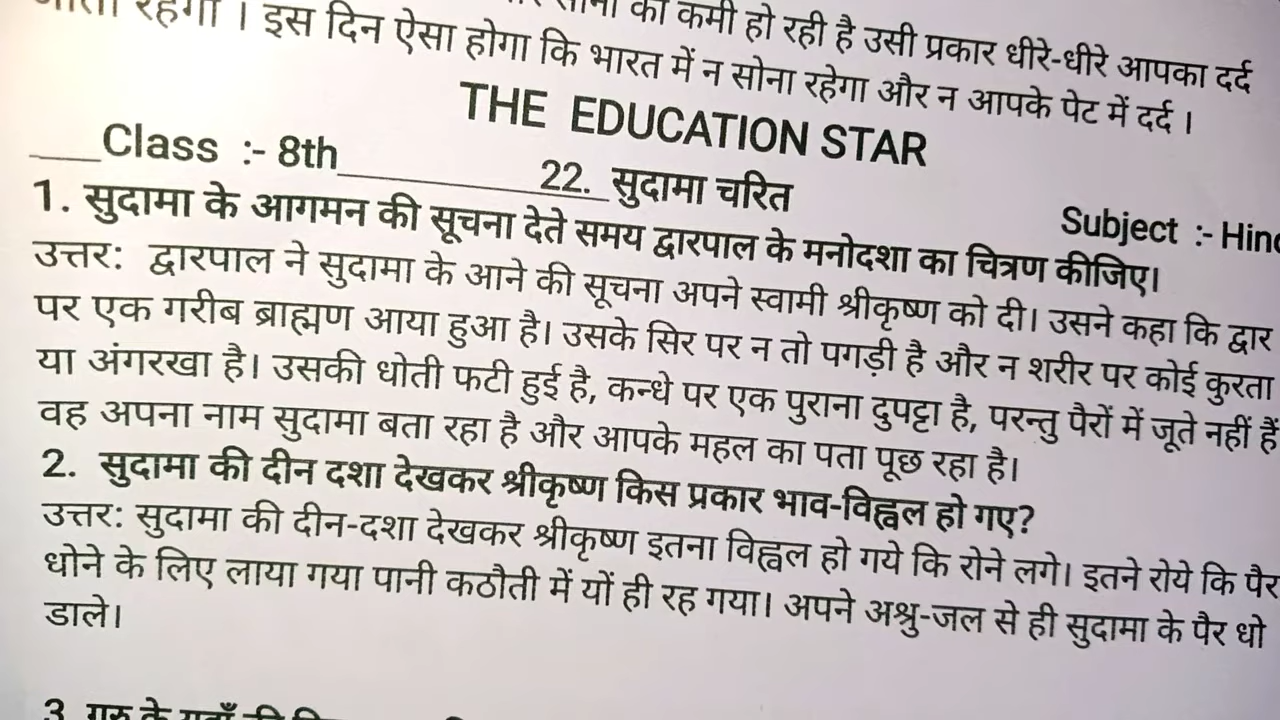 की कमी हो रही है उसी प्रकार धीरे-धीरे आपका दर्द
रहेगा । इस दिन ऐसा होगा कि भारत में न सोना रहेगा और न आपके पेट में दर्द ।
THE EDUCATION STAR
Class :- 8th 22. सुदामा चरित Subject :-
1. सुदामा के आगमन की सूचना देते समय द्वारपाल के मनोदशा का चित्रण कीजिए।
उत्तर: द्वारपाल ने सुदामा के आने की सूचना अपने स्वामी श्रीकृष्ण को दी। उसने कहा कि द्वार
पर एक गरीब ब्राह्मण आया हुआ है। उसके सिर पर न तो पगड़ी है और न शरीर पर कोई कुरता
या अंगरखा है। उसकी धोती फटी हुई है, कन्धे पर एक पुराना दुपट्टा है, परन्तु पैरों में जूते नहीं हैं
वह अपना नाम सुदामा बता रहा है और आपके महल का पता पूछ रहा है।
2. सुदामा की दीन दशा देखकर श्रीकृष्ण किस प्रकार भाव-विह्वल हो गए?
उत्तर: सुदामा की दीन-दशा देखकर श्रीकृष्ण इतना विह्वल हो गये कि रोने लगे। इतने रोये कि पैर
धोने के लिए लाया गया पानी कठौती में यों ही रह गया। अपने अश्रु-जल से ही सुदामा के पैर धो
डाले।
3. गुरु के यहाँ की